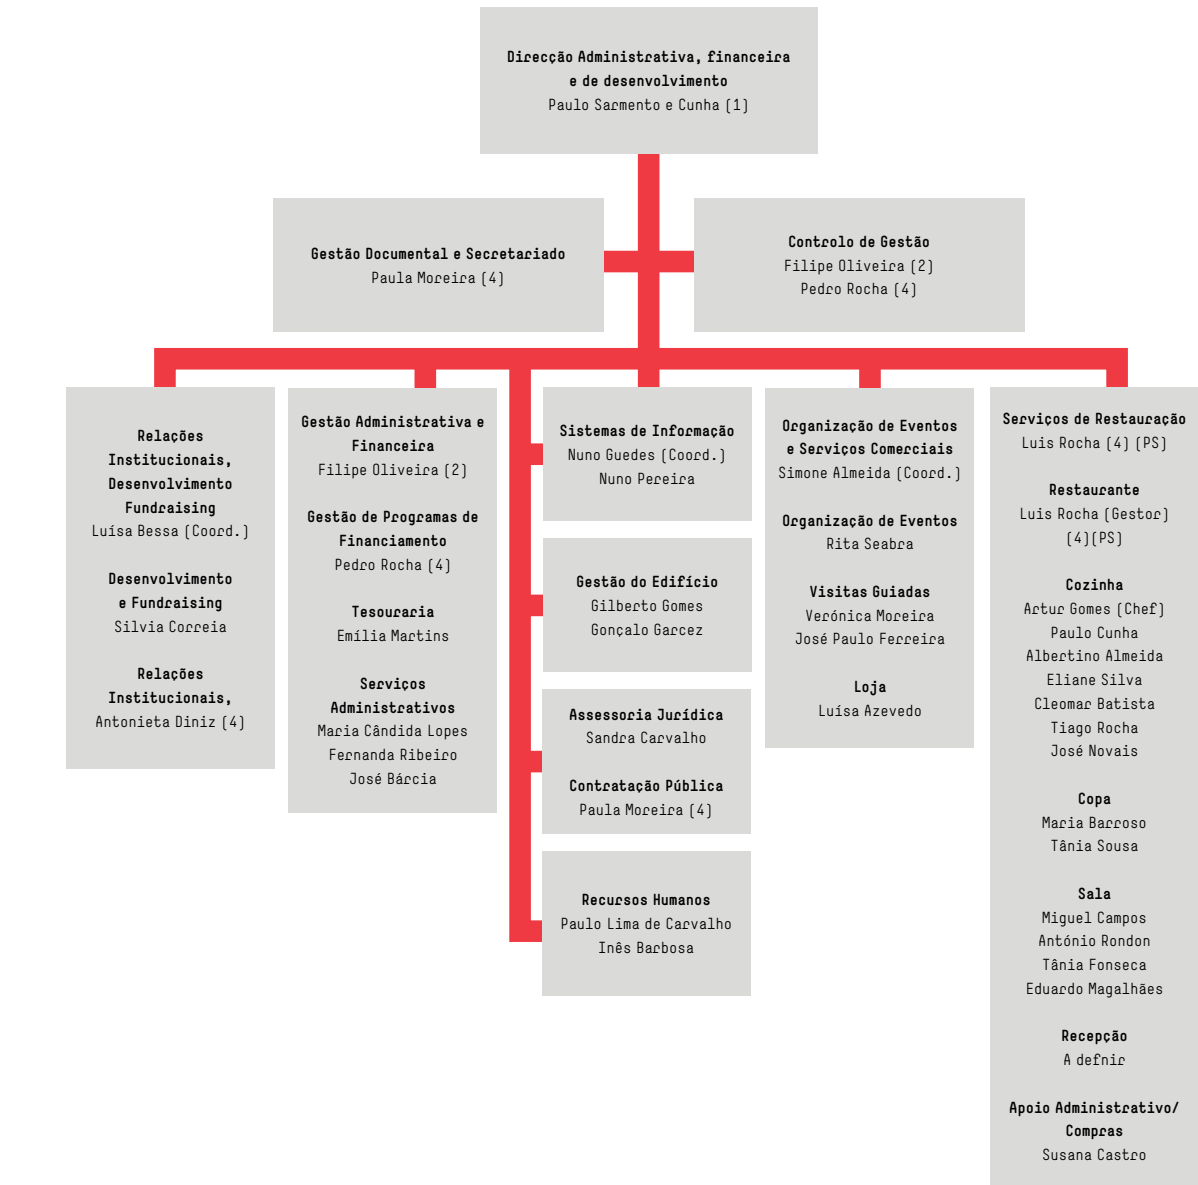 Direcção Administrativa, financeira
e de desenvolvimento
Paulo Sarmento e Cunha (1)
Gestão Documental e Secretariado
Paula Moreira (4)
Controlo de Gestão
Filipe Oliveira (2)
Pedro Rocha (4)
Relações
Institucionais,
Desenvolvimento
Fundraising
Luísa Bessa (Coord.)
Desenvolvimento
e Fundraising
Silvia Correia
Relações
Institucionais,
Antonieta Diniz (4)
Gestão Administrativa e
Financeira
Filipe Oliveira (2)
Gestão de Programas de
Financiamento
Pedro Rocha (4)
Tesouraria
Emília Martins
Serviços
Administrativos
Maria Cândida Lopes
Fernanda Ribeiro
José Bárcia
Sistemas de Informação
Nuno Guedes (Coord.)
Nuno Pereira
Gestão do Edifício
Gilberto Gomes
Gonçalo Garcez
Assessoria Jurídica
Sandra Carvalho
Contratação Pública
Paula Moreira (4)
Recursos Humanos
Paulo Lima de Carvalho
Inês Barbosa
Organização de Eventos
e Serviços Comerciais
Simone Almeida (Coord.)
Organização de Eventos
Rita Seabra
Visitas Guiadas
Verónica Moreira
José Paulo Ferreira
Loja
Luísa Azevedo
Serviços de Restauração
Luis Rocha (4) (PS)
Restaurante
Luis Rocha (Gestor)
(4)(PS)
Cozinha
Artur Gomes (Chef)
Paulo Cunha
Albertino Almeida
Eliane Silva
Cleomar Batista
Tiago Rocha
José Novais
Copa
Maria Barroso
Tânia Sousa
Sala
Miguel Campos
António Rondon
Tânia Fonseca
Eduardo Magalhães
Recepção
A defnir
Apoio Administrativo/
Compras
Susana Castro